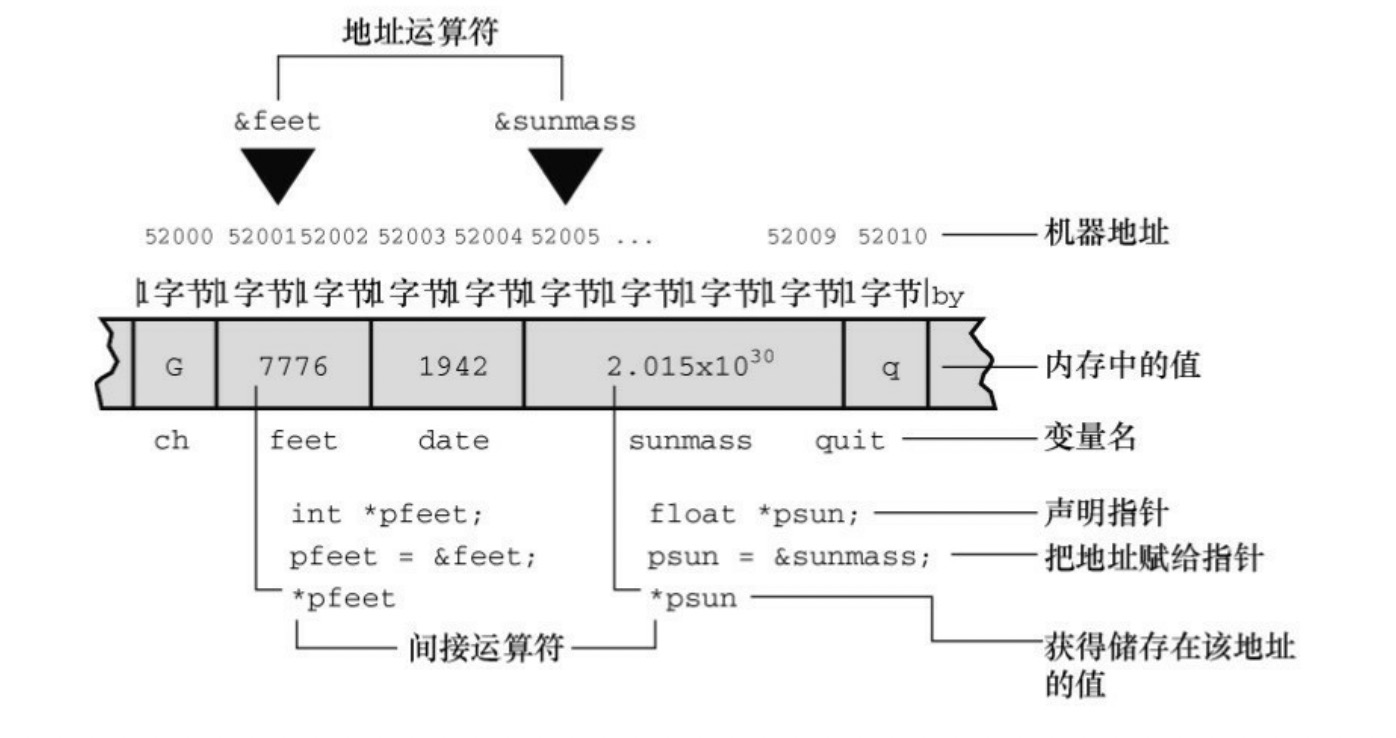 地址运算符
&feet &sunmass
52000 52001 52002 52003 52004 52005 ... 52009 52010 机器地址
1字节 1字节 1字节 1字节 1字节 1字节 1字节 1字节 1字节 1字节 by
G 7776 1942 2.015x10³⁰ q 内存中的值
ch feet date sunmass quit 变量名
int *pfeet; float *psun; 声明指针
pfeet = &feet; psun = &sunmass; 把地址赋给指针
*pfeet *psun
间接运算符 获得储存在该地址
的值